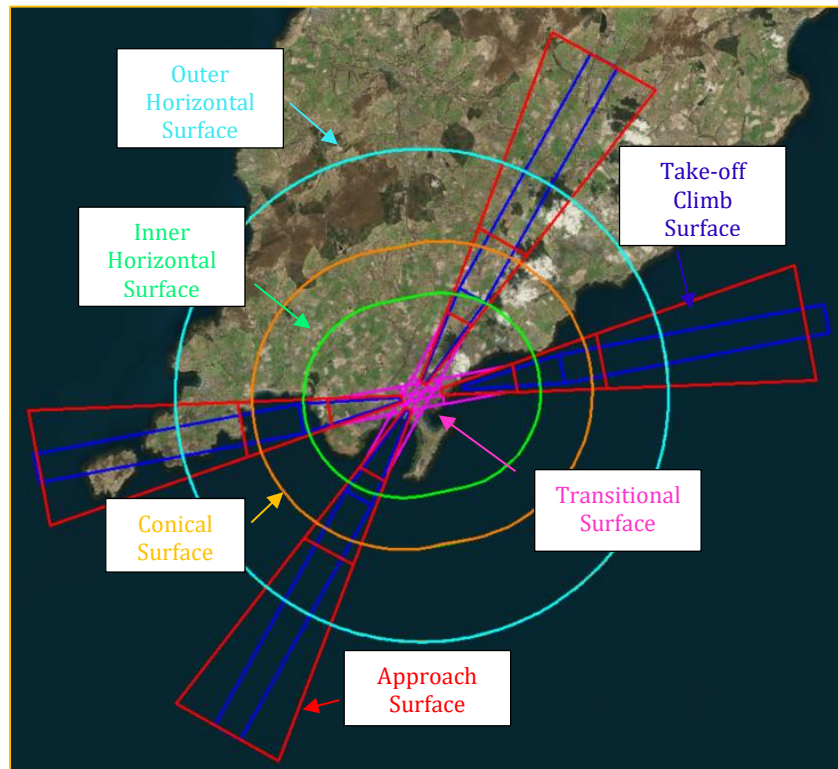 Outer
Horizontal
Surface
Take-off
Climb
Surface
Inner
Horizontal
Surface
Transitional
Surface
Conical
Surface
Approach
Surface